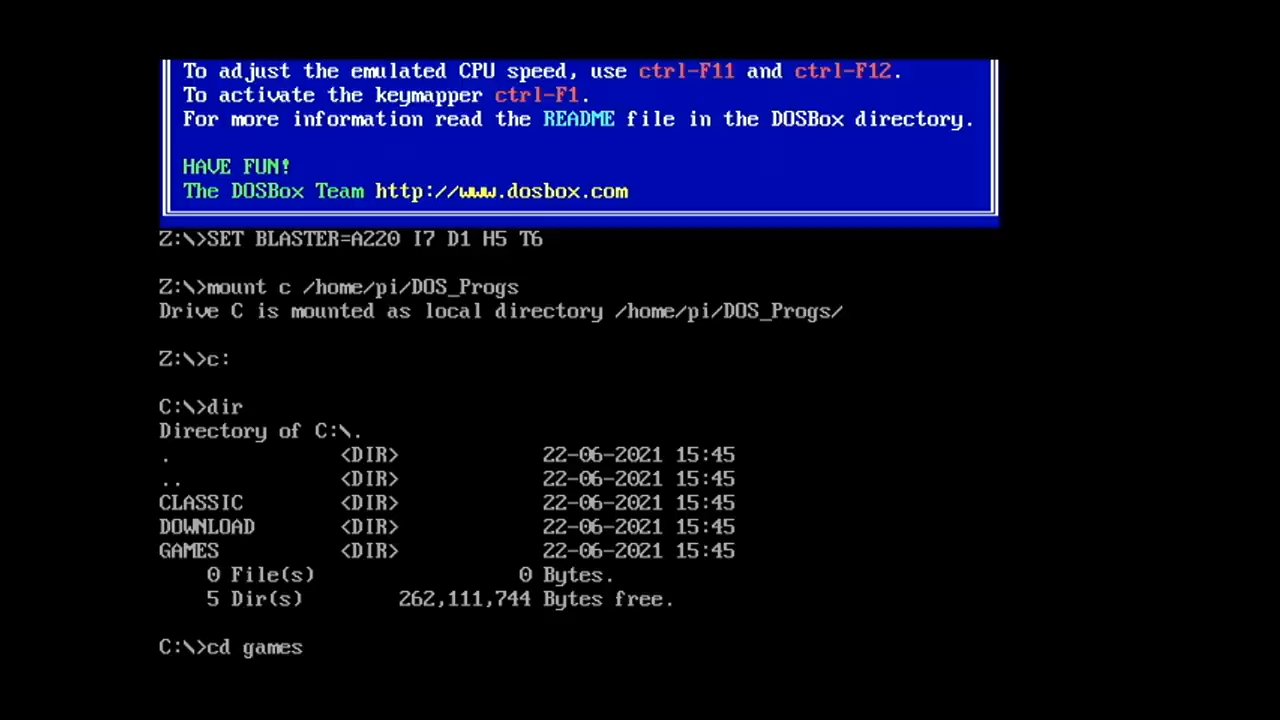 To adjust the emulated CPU speed, use ctrl-F11 and ctrl-F12.
To activate the keymapper ctrl-F1.
For more information read the README file in the DOSBox directory.
HAVE FUN!
The DOSBox Team http://www.dosbox.com
Z:\>SET BLASTER=A220 I7 D1 H5 T6
Z:\>mount c /home/pi/DOS_Progs
Drive C is mounted as local directory /home/pi/DOS_Progs/
Z:\>c:
C:\>dir
Directory of C:\.
. <DIR> 22-06-2021 15:45
.. <DIR> 22-06-2021 15:45
CLASSIC <DIR> 22-06-2021 15:45
DOWNLOAD <DIR> 22-06-2021 15:45
GAMES <DIR> 22-06-2021 15:45
0 File(s) 0 Bytes.
5 Dir(s) 262,111,744 Bytes free.
C:\>cd games